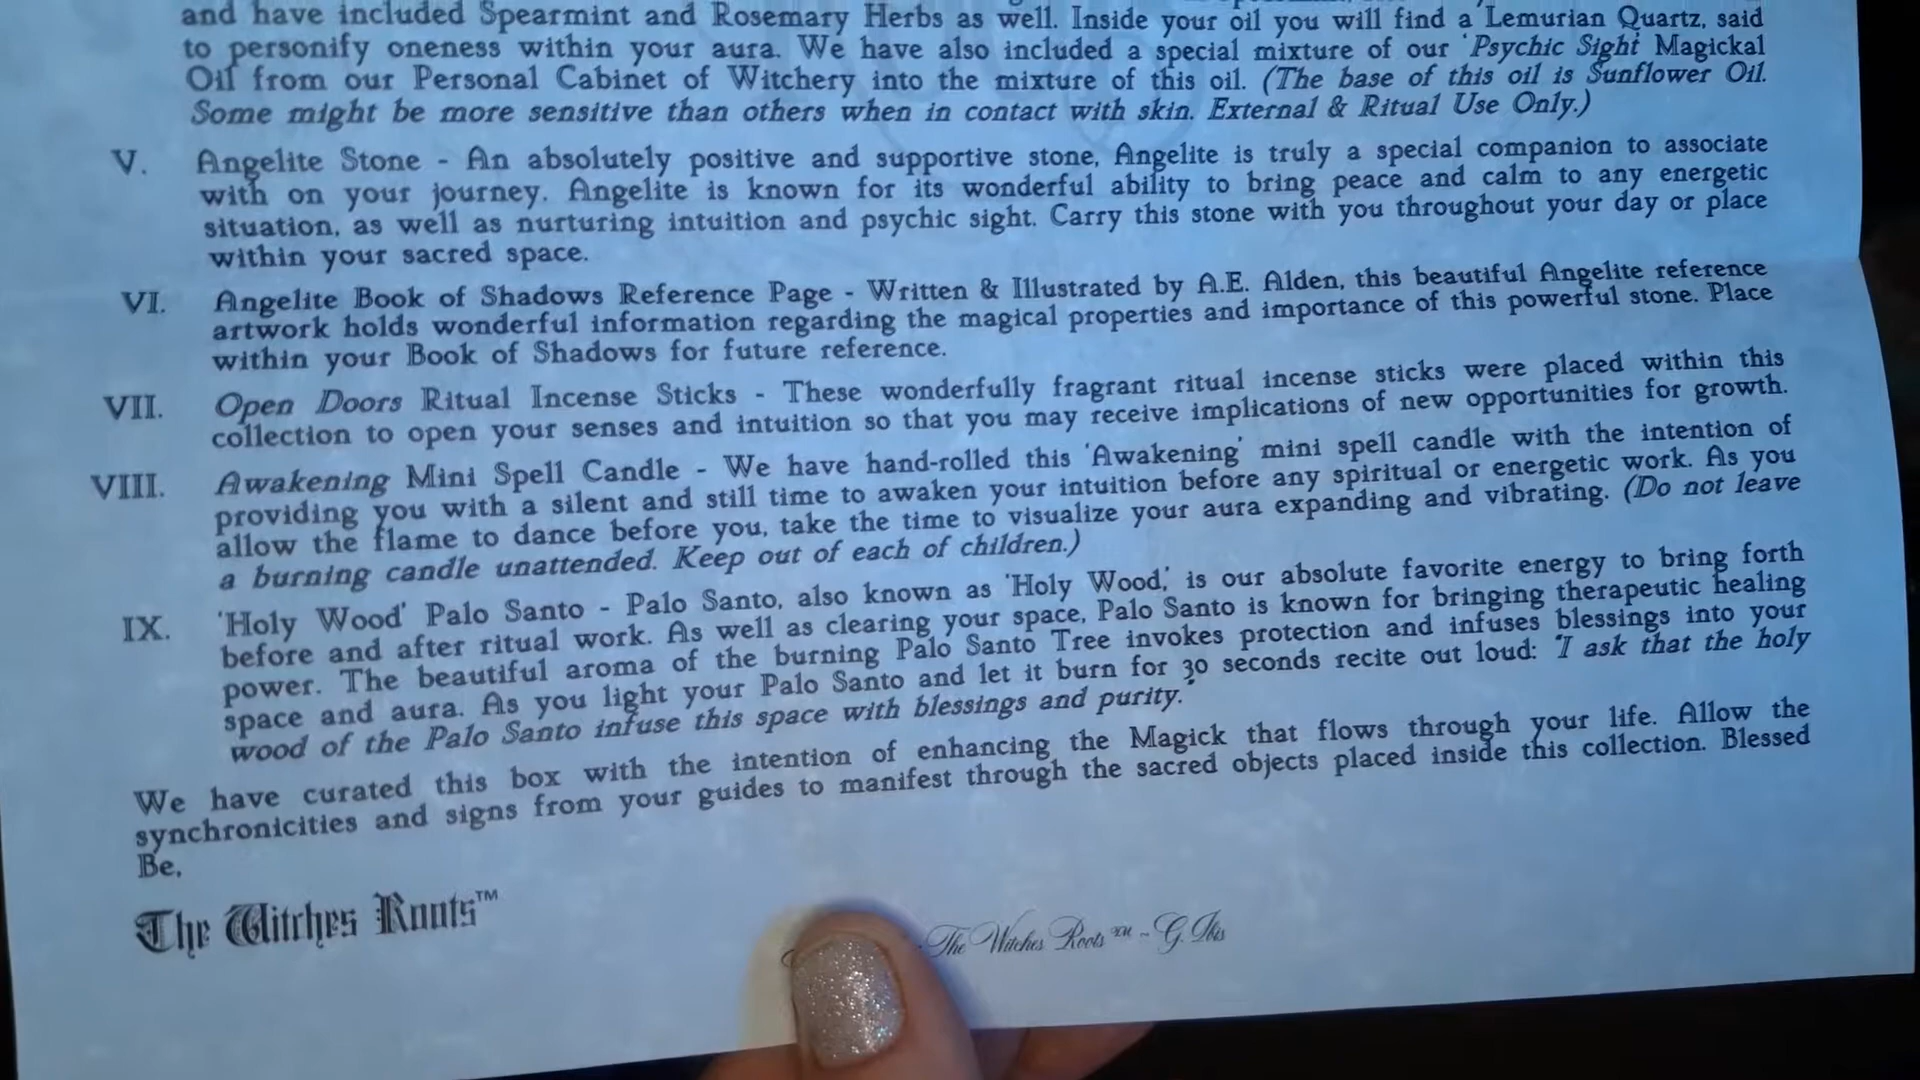 and have included Spearmint and Rosemary Herbs as well. Inside your oil you will find a Lemurian Quartz, said
to personify oneness within your aura. We have also included a special mixture of our 'Psychic Sight Magickal
Oil from our Personal Cabinet of Witchery into the mixture of this oil. (The base of this oil is Sunflower Oil.
Some might be more sensitive than others when in contact with skin. External & Ritual Use Only.)
V. Angelite Stone - An absolutely positive and supportive stone, Angelite is truly a special companion to associate
with on your journey. Angelite is known for its wonderful ability to bring peace and calm to any energetic
situation, as well as nurturing intuition and psychic sight. Carry this stone with you throughout your day or place
within your sacred space.
VI. Angelite Book of Shadows Reference Page - Written & Illustrated by A.E. Alden, this beautiful Angelite reference
artwork holds wonderful information regarding the magical properties and importance of this powerful stone. Place
within your Book of Shadows for future reference.
VII. Open Doors Ritual Incense Sticks - These wonderfully fragrant ritual incense sticks were placed within this
collection to open your senses and intuition so that you may receive implications of new opportunities for growth.
VIII. Awakening Mini Spell Candle - We have hand-rolled this 'Awakening' mini spell candle with the intention of
providing you with a silent and still time to awaken your intuition before any spiritual or energetic work. As you
allow the flame to dance before you, take the time to visualize your aura expanding and vibrating. (Do not leave
a burning candle unattended. Keep out of each of children.)
IX. 'Holy Wood' Palo Santo - Palo Santo, also known as 'Holy Wood,' is our absolute favorite energy to bring forth
before and after ritual work. As well as clearing your space, Palo Santo is known for bringing therapeutic healing
power. The beautiful aroma of the burning Palo Santo Tree invokes protection and infuses blessings into your
space and aura. As you light your Palo Santo and let it burn for 30 seconds recite out loud: "I ask that the holy
wood of the Palo Santo infuse this space with blessings and purity."
We have curated this box with the intention of enhancing the Magick that flows through your life. Allow the
synchronicities and signs from your guides to manifest through the sacred objects placed inside this collection. Blessed
Be,
The Witches Roots™
The Witches Roots™ ~ G. Ibis